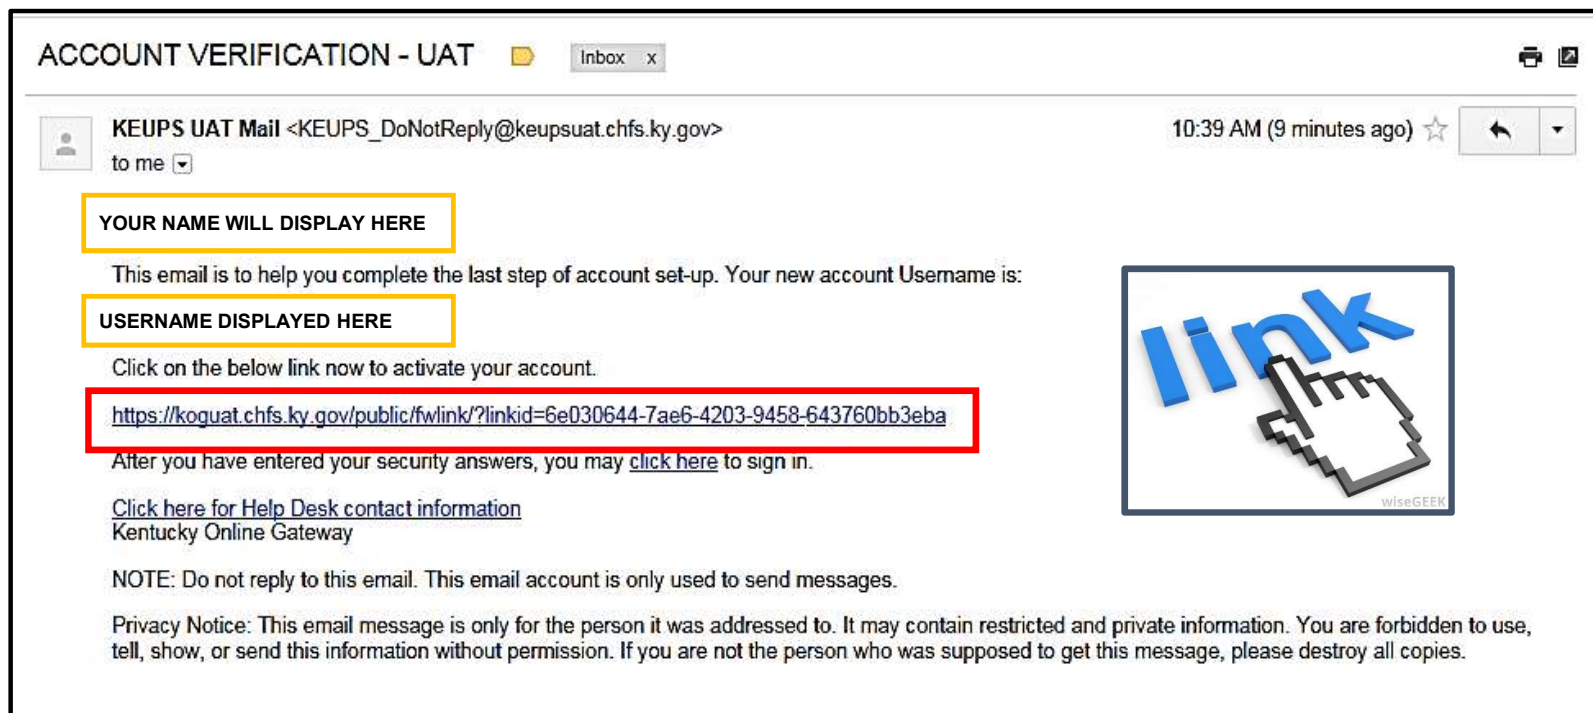 ACCOUNT VERIFICATION - UAT
Inbox x
KEUPS UAT Mail <KEUPS_DoNotReply@keupsuat.chfs.ky.gov>
10:39 AM (9 minutes ago)
to me
YOUR NAME WILL DISPLAY HERE
This email is to help you complete the last step of account set-up. Your new account Username is:
USERNAME DISPLAYED HERE
Click on the below link now to activate your account.
https://koguat.chfs.ky.gov/public/fwlink/?linkid=6e030644-7ae6-4203-9458-643760bb3eba
After you have entered your security answers, you may click here to sign in.
link
wiseGEEK
Click here for Help Desk contact information
Kentucky Online Gateway
NOTE: Do not reply to this email. This email account is only used to send messages.
Privacy Notice: This email message is only for the person it was addressed to. It may contain restricted and private information. You are forbidden to use,
tell, show, or send this information without permission. If you are not the person who was supposed to get this message, please destroy all copies.